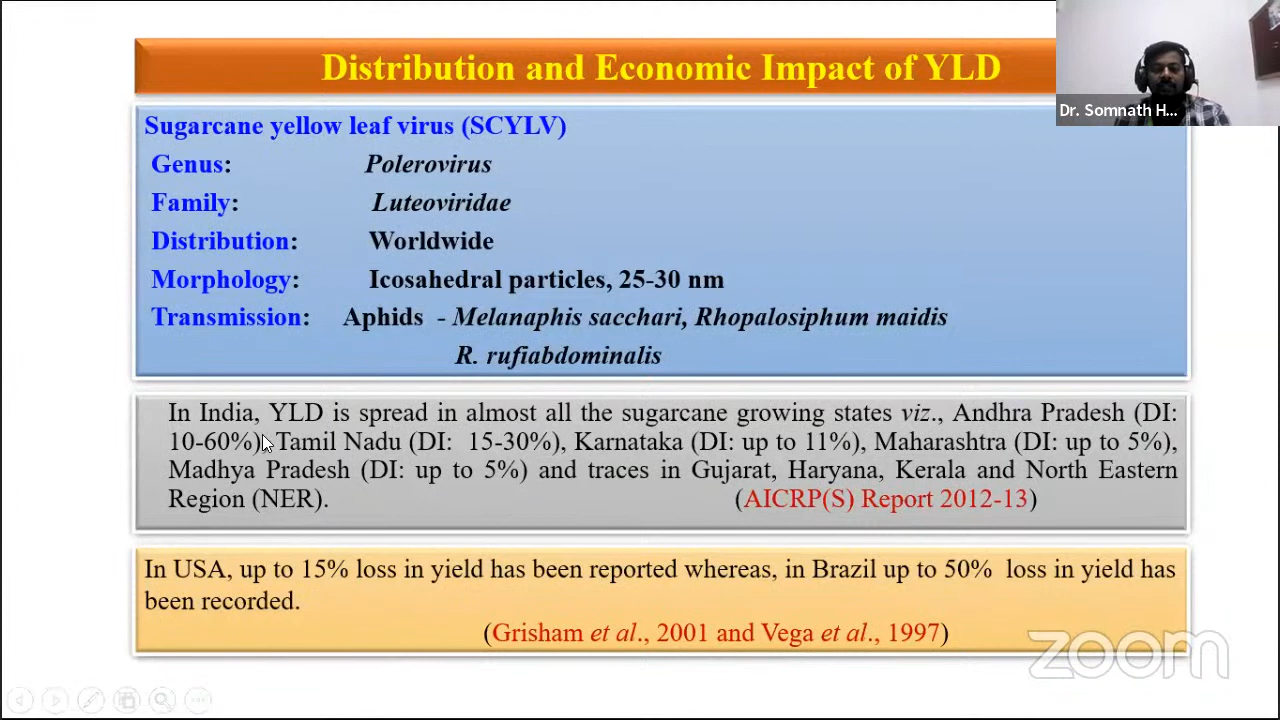 Distribution and Economic Impact of YLD
Dr. Somnath H...
Sugarcane yellow leaf virus (SCYLV)
Genus: Polerovirus
Family: Luteoviridae
Distribution: Worldwide
Morphology: Icosahedral particles, 25-30 nm
Transmission: Aphids - Melanaphis sacchari, Rhopalosiphum maidis
R. rufiabdominalis
In India, YLD is spread in almost all the sugarcane growing states viz., Andhra Pradesh (DI:
10-60%), Tamil Nadu (DI: 15-30%), Karnataka (DI: up to 11%), Maharashtra (DI: up to 5%),
Madhya Pradesh (DI: up to 5%) and traces in Gujarat, Haryana, Kerala and North Eastern
Region (NER). (AICRP(S) Report 2012-13)
In USA, up to 15% loss in yield has been reported whereas, in Brazil up to 50% loss in yield has
been recorded.
(Grisham et al., 2001 and Vega et al., 1997)
zoom